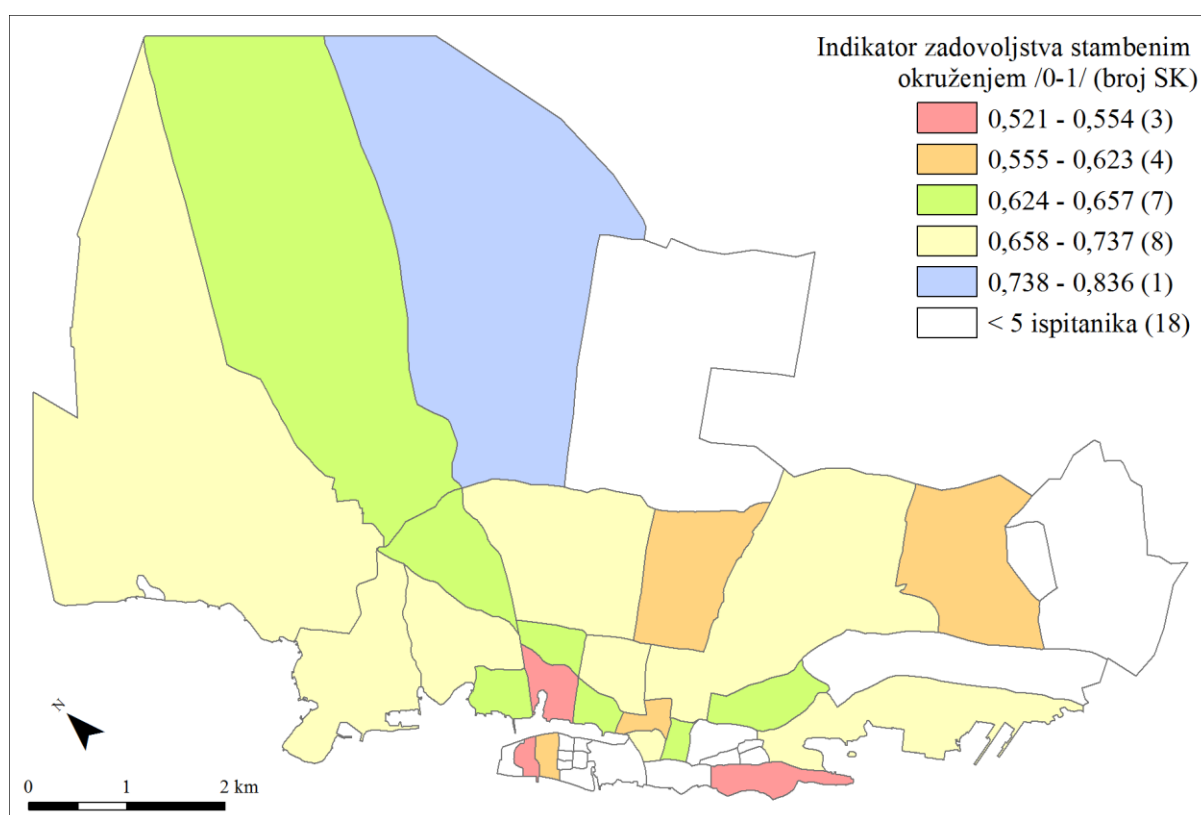 Indikator zadovoljstva stambenim
okruženjem /0-1/ (broj SK)
0,521 - 0,554 (3)
0,555 - 0,623 (4)
0,624 - 0,657 (7)
0,658 - 0,737 (8)
0,738 - 0,836 (1)
< 5 ispitanika (18)
N
0 1 2 km